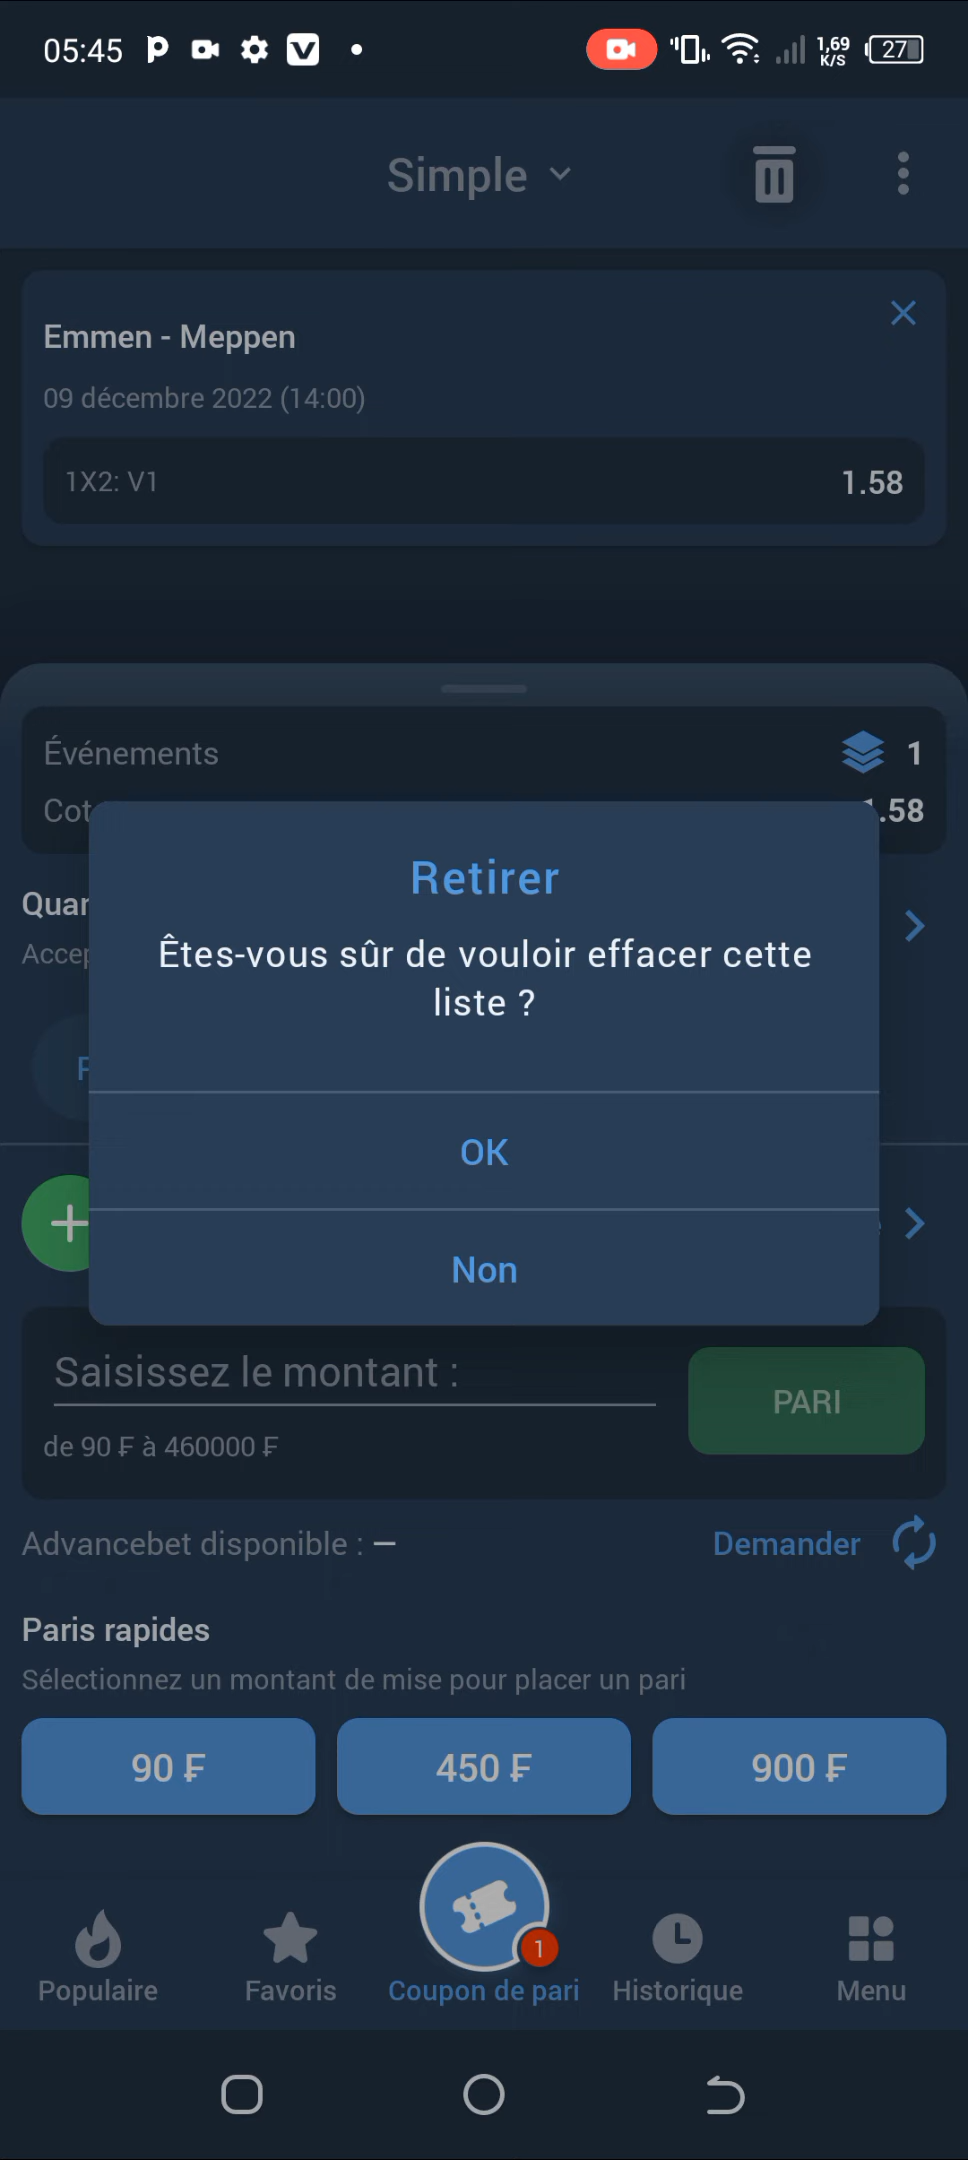 05:45
1,69
K/S
27
Simple
Emmen - Meppen
09 décembre 2022 (14:00)
1X2: V1
1.58
Événements
1
Cot
.58
Quar
Accep
Retirer
Êtes-vous sûr de vouloir effacer cette
liste ?
OK
Non
Saisissez le montant :
PARI
de 90 ₣ à 460000 ₣
Advancebet disponible : —
Demander
Paris rapides
Sélectionnez un montant de mise pour placer un pari
90 ₣
450 ₣
900 ₣
1
Populaire
Favoris
Coupon de pari
Historique
Menu